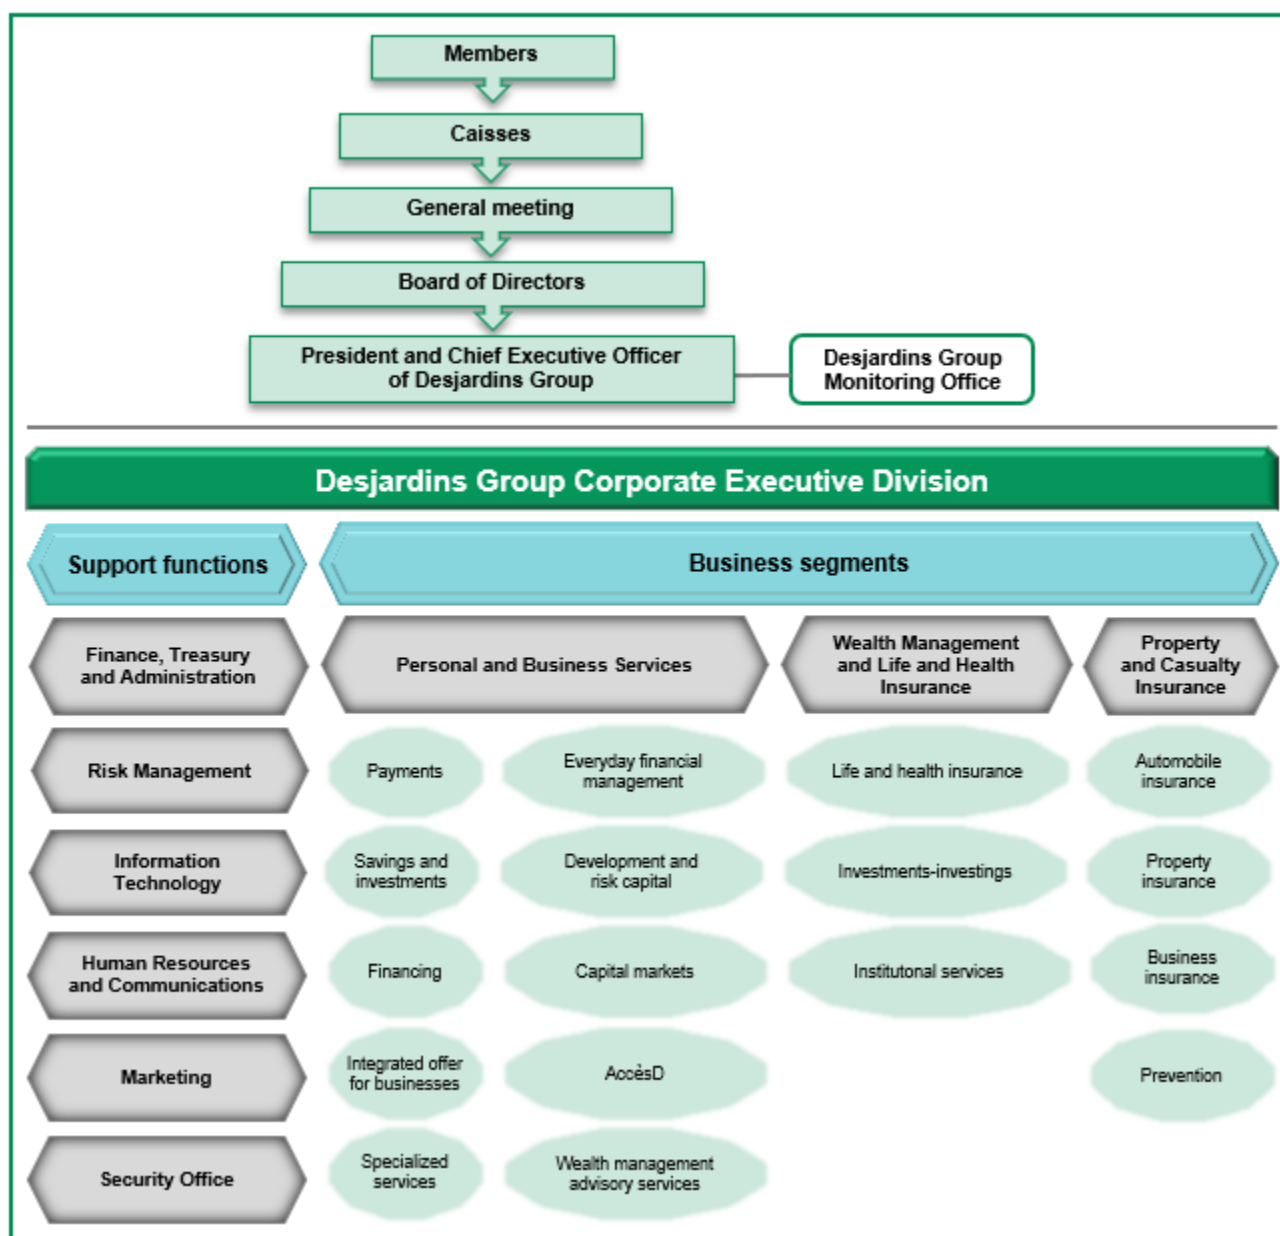 Members
Caisses
General meeting
Board of Directors
President and Chief Executive Officer
of Desjardins Group
Desjardins Group
Monitoring Office
Desjardins Group Corporate Executive Division
Support functions
Business segments
Finance, Treasury
and Administration
Personal and Business Services
Wealth Management
and Life and Health
Insurance
Property
and Casualty
Insurance
Risk Management
Payments
Everyday financial
management
Life and health insurance
Automobile
insurance
Information
Technology
Savings and
investments
Development and
risk capital
Investments-investings
Property
insurance
Human Resources
and Communications
Financing
Capital markets
Institutonal services
Business
insurance
Marketing
Integrated offer
for businesses
AccèsD
Prevention
Security Office
Specialized
services
Wealth management
advisory services